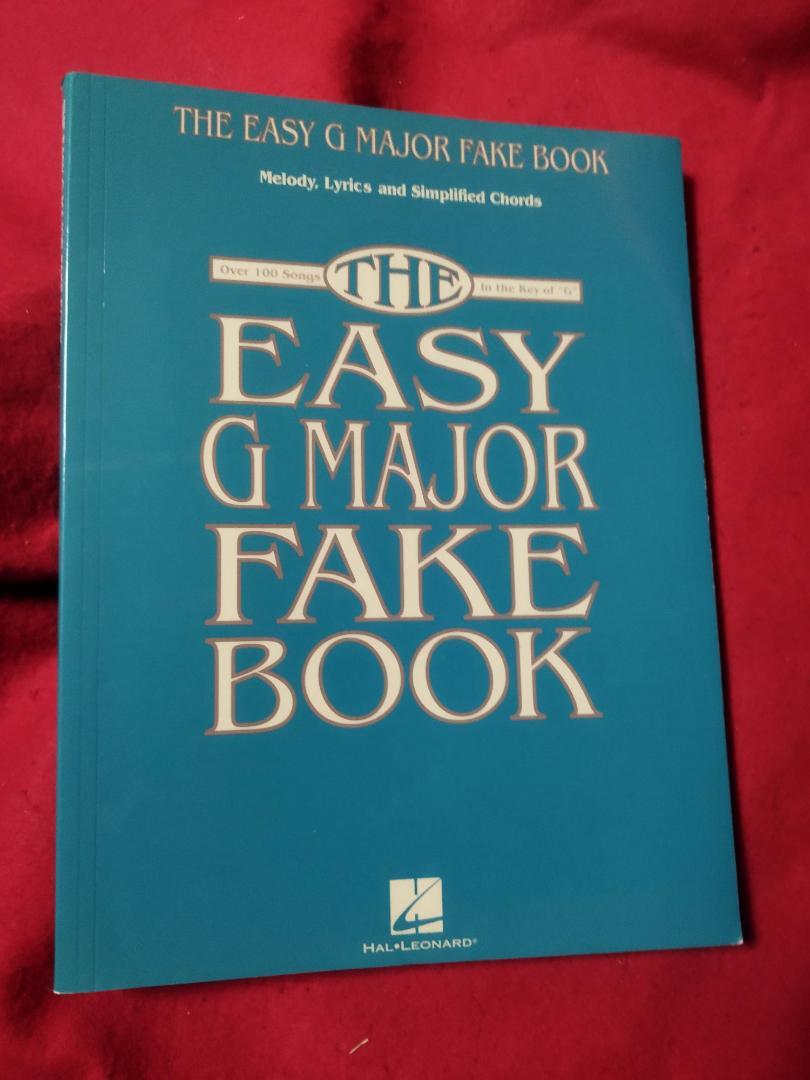 THE EASY G MAJOR FAKE BOOK
Melody, Lyrics and Simplified Chords
Over 100 Songs THE In the Key of "G"
EASY
G MAJOR
FAKE
BOOK
HAL•LEONARD®